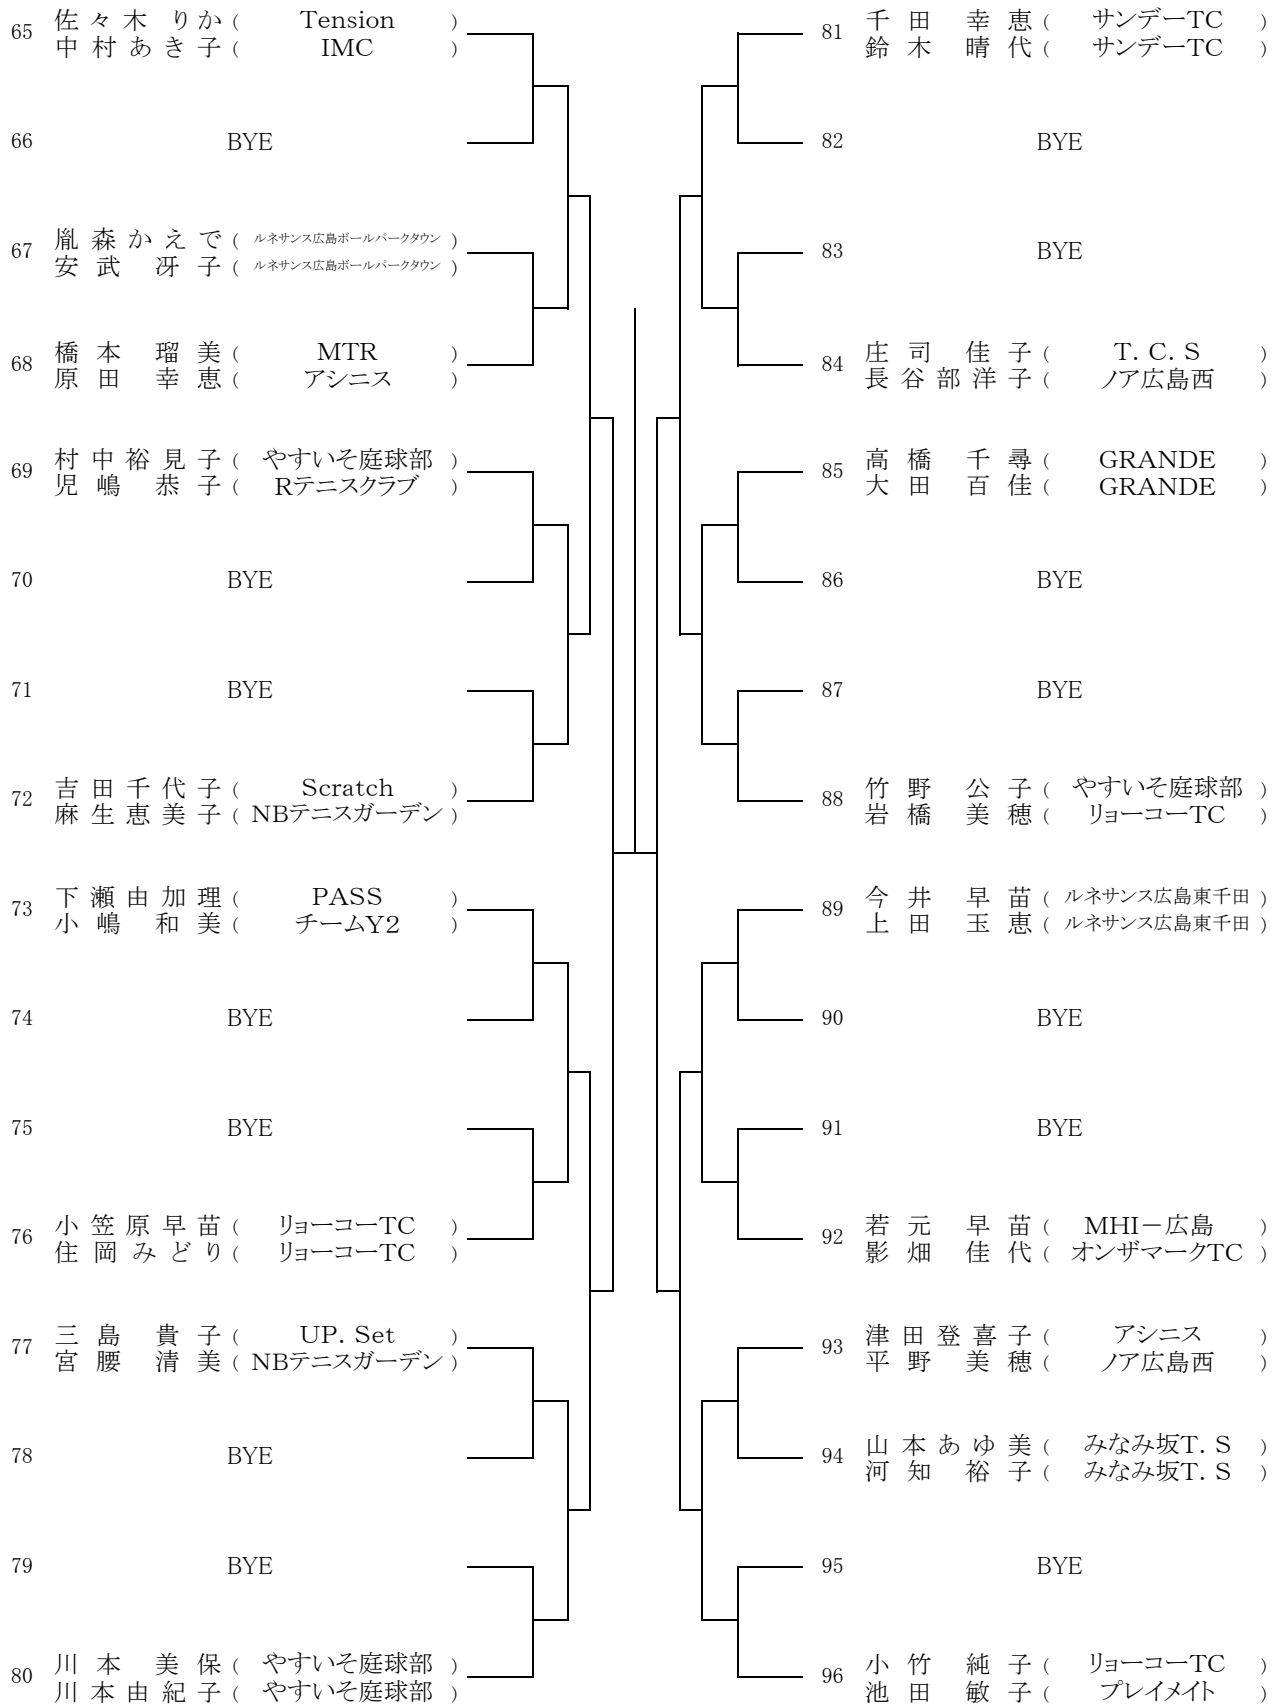 65 佐々木 りか ( Tension )
中村あき子 ( IMC )
66 BYE
67 胤森かえで ( ルネサンス広島ボールパークタウン )
安武 冴子 ( ルネサンス広島ボールパークタウン )
68 橋本 瑠美 ( MTR )
原田 幸恵 ( アシニス )
69 村中裕見子 ( やすいそ庭球部 )
児嶋 恭子 ( Rテニスクラブ )
70 BYE
71 BYE
72 吉田千代子 ( Scratch )
麻生恵美子 ( NBテニスガーデン )
73 下瀬由加理 ( PASS )
小嶋 和美 ( チームY2 )
74 BYE
75 BYE
76 小笠原早苗 ( リョーコーTC )
住岡みどり ( リョーコーTC )
77 三島 貴子 ( UP. Set )
宮腰 清美 ( NBテニスガーデン )
78 BYE
79 BYE
80 川本 美保 ( やすいそ庭球部 )
川本由紀子 ( やすいそ庭球部 )
81 千田 幸恵 ( サンデーTC )
鈴木 晴代 ( サンデーTC )
82 BYE
83 BYE
84 庄司 佳子 ( T. C. S )
長谷部洋子 ( ノア広島西 )
85 高橋 千尋 ( GRANDE )
大田 百佳 ( GRANDE )
86 BYE
87 BYE
88 竹野 公子 ( やすいそ庭球部 )
岩橋 美穂 ( リョーコーTC )
89 今井 早苗 ( ルネサンス広島東千田 )
上田 玉恵 ( ルネサンス広島東千田 )
90 BYE
91 BYE
92 若元 早苗 ( MHI－広島 )
影畑 佳代 ( オンザマークTC )
93 津田登喜子 ( アシニス )
平野 美穂 ( ノア広島西 )
94 山本あゆ美 ( みなみ坂T. S )
河知 裕子 ( みなみ坂T. S )
95 BYE
96 小竹 純子 ( リョーコーTC )
池田 敏子 ( プレイメイト )